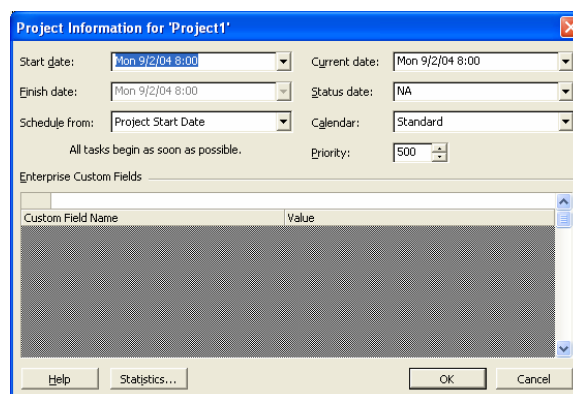 Project Information for 'Project1'
Start date: Mon 9/2/04 8:00 Current date: Mon 9/2/04 8:00
Finish date: Mon 9/2/04 8:00 Status date: NA
Schedule from: Project Start Date Calendar: Standard
All tasks begin as soon as possible. Priority: 500
Enterprise Custom Fields
Custom Field Name Value
Help Statistics... OK Cancel